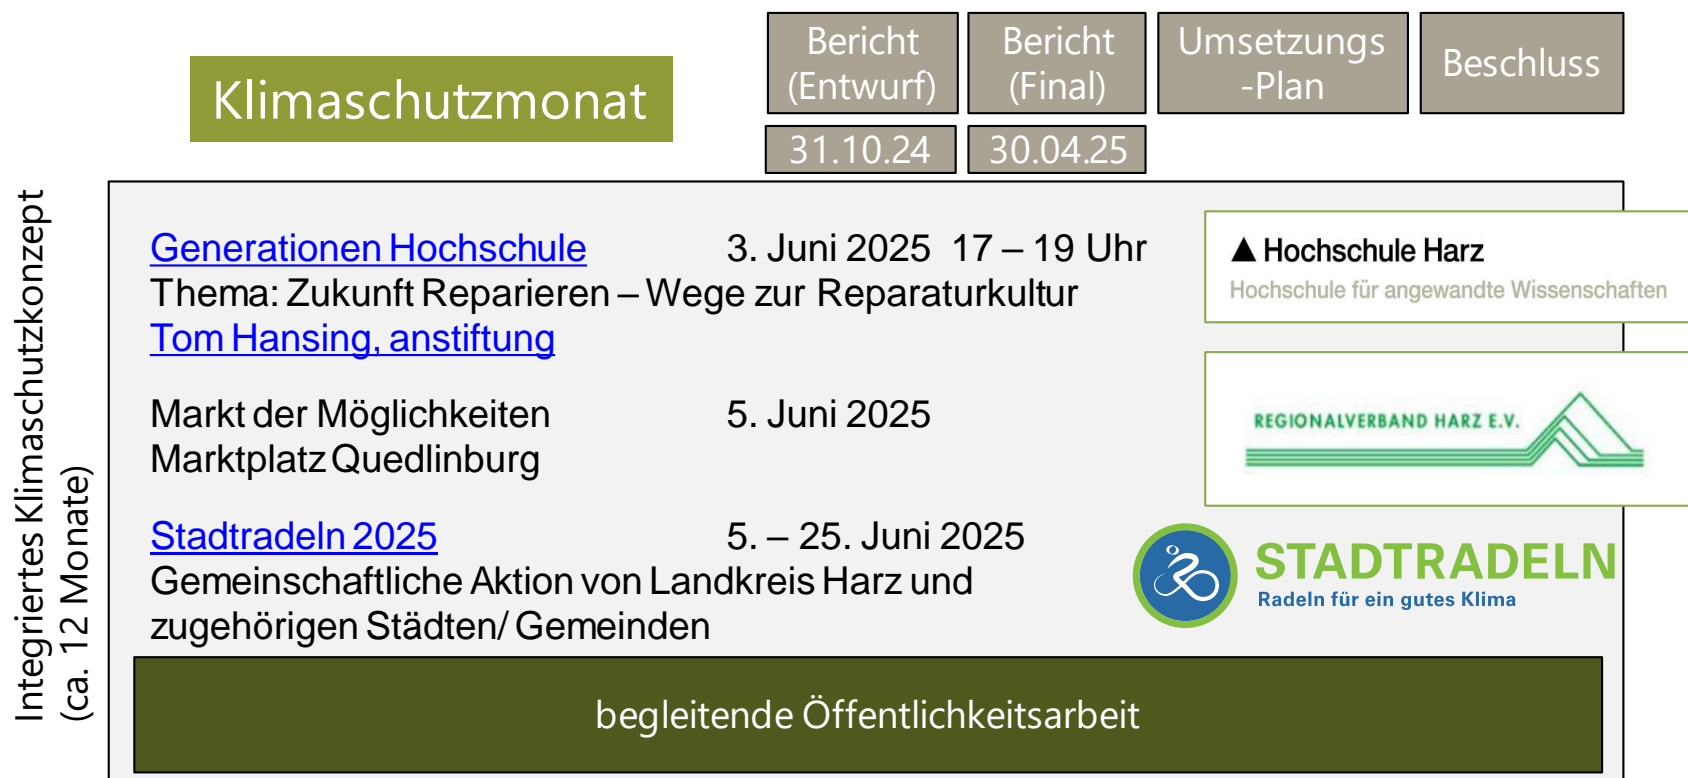 Klimaschutzmonat
Bericht
(Entwurf)
Bericht
(Final)
Umsetzungs
-Plan
Beschluss
31.10.24
30.04.25
Integriertes Klimaschutzkonzept
(ca. 12 Monate)
Generationen Hochschule 3. Juni 2025 17 – 19 Uhr
Thema: Zukunft Reparieren – Wege zur Reparaturkultur
Tom Hansing, anstiftung
Markt der Möglichkeiten 5. Juni 2025
Marktplatz Quedlinburg
Stadtradeln 2025 5. – 25. Juni 2025
Gemeinschaftliche Aktion von Landkreis Harz und
zugehörigen Städten/ Gemeinden
Hochschule Harz
Hochschule für angewandte Wissenschaften
REGIONALVERBAND HARZ E.V.
STADTRADELN
Radeln für ein gutes Klima
begleitende Öffentlichkeitsarbeit